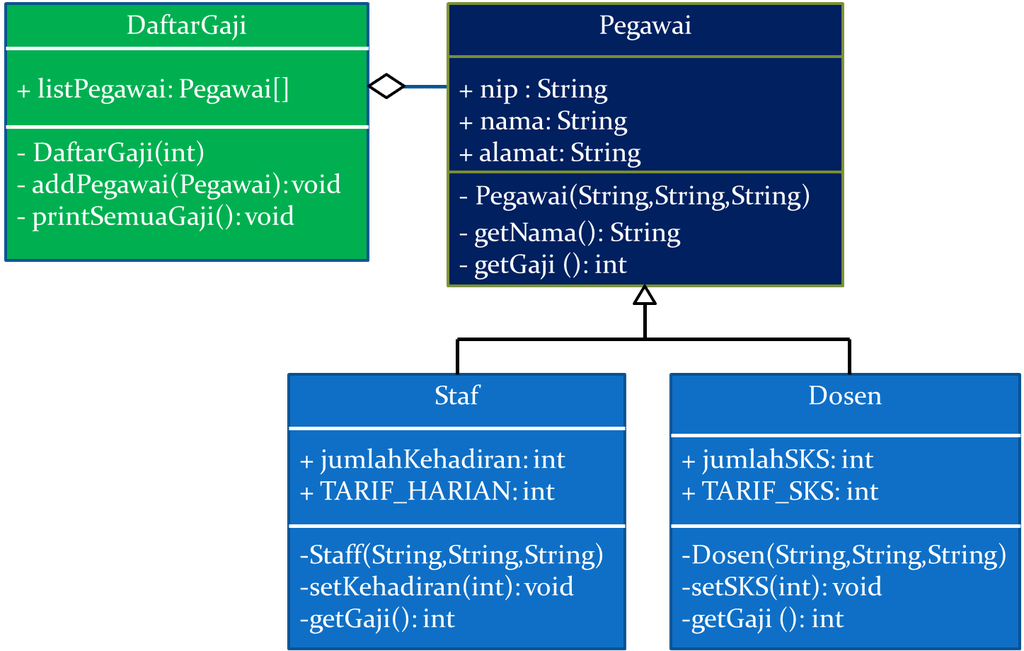 DaftarGaji
+ listPegawai: Pegawai[]
- DaftarGaji(int)
- addPegawai(Pegawai): void
- printSemuaGaji(): void
Pegawai
+ nip : String
+ nama: String
+ alamat: String
- Pegawai(String,String,String)
- getNama(): String
- getGaji (): int
Staf
+ jumlahKehadiran: int
+ TARIF_HARIAN: int
-Staff(String,String,String)
-setKehadiran(int): void
-getGaji(): int
Dosen
+ jumlahSKS: int
+ TARIF_SKS: int
-Dosen(String,String,String)
-setSKS(int): void
-getGaji (): int